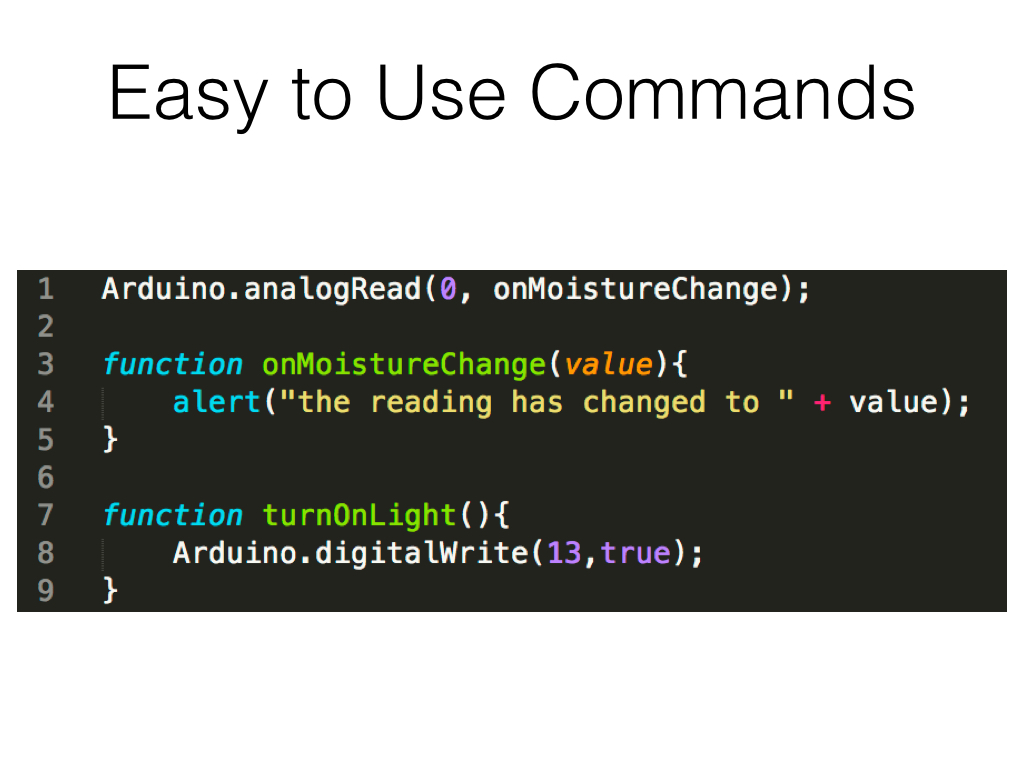 Easy to Use Commands
1 Arduino.analogRead(0, onMoistureChange);
2
3 function onMoistureChange(value){
4     alert("the reading has changed to " + value);
5 }
6
7 function turnOnLight(){
8     Arduino.digitalWrite(13,true);
9 }